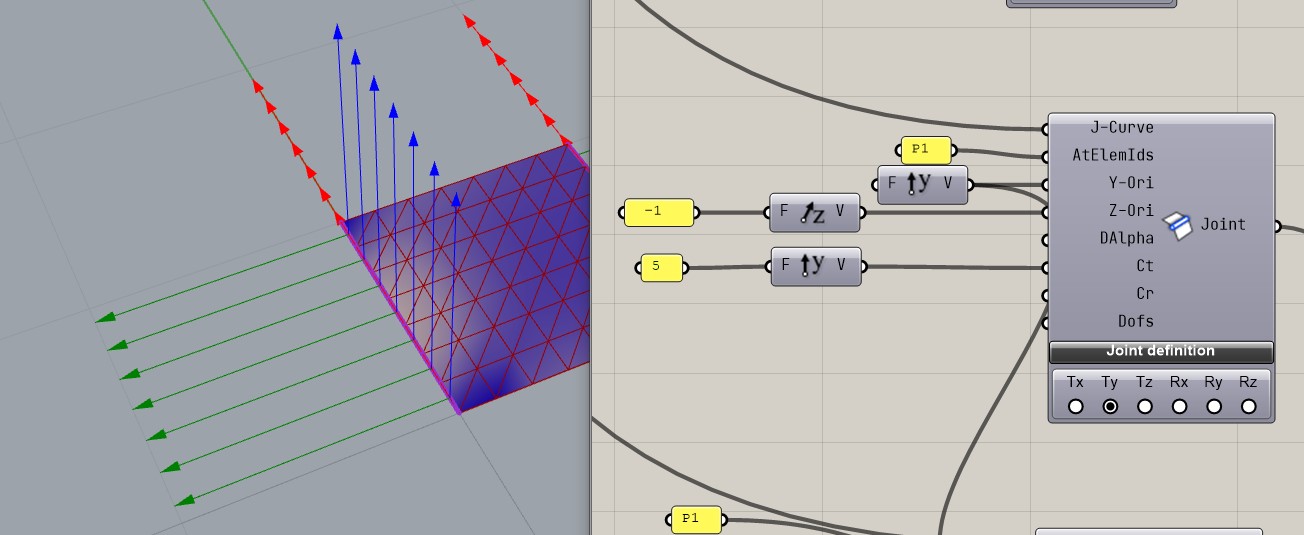 J-Curve
P1
AtElemIds
F y V
Y-Ori
-1
F z V
Z-Ori
Joint
DAlpha
5
F y V
Ct
Cr
Dofs
Joint definition
Tx Ty Tz Rx Ry Rz
P1